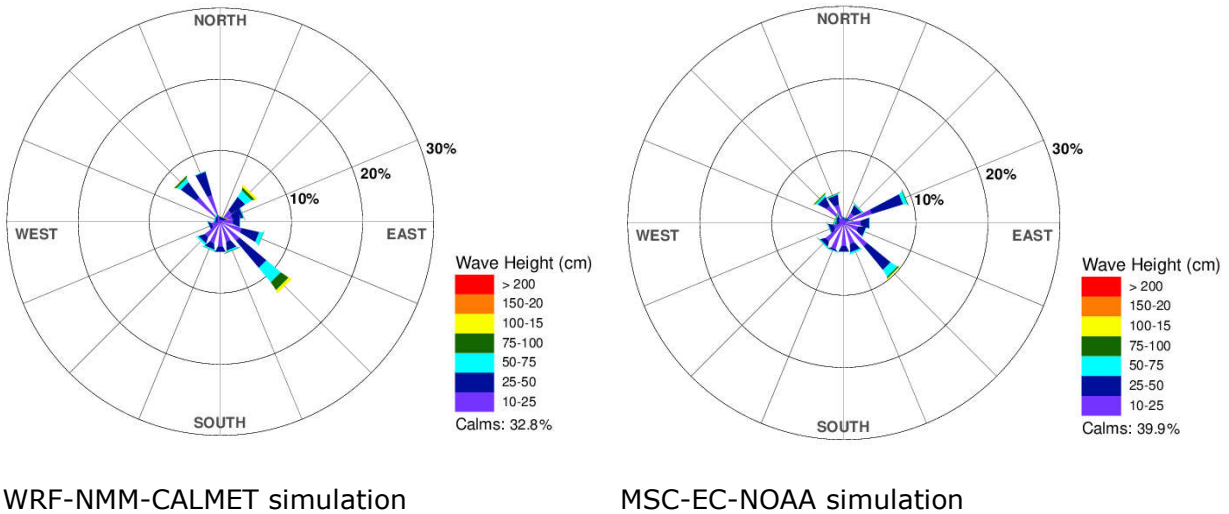 NORTH
30%
20%
10%
WEST
EAST
SOUTH
Wave Height (cm)
> 200
150-20
100-15
75-100
50-75
25-50
10-25
Calms: 32.8%
WRF-NMM-CALMET simulation
NORTH
30%
20%
10%
WEST
EAST
SOUTH
Wave Height (cm)
> 200
150-20
100-15
75-100
50-75
25-50
10-25
Calms: 39.9%
MSC-EC-NOAA simulation